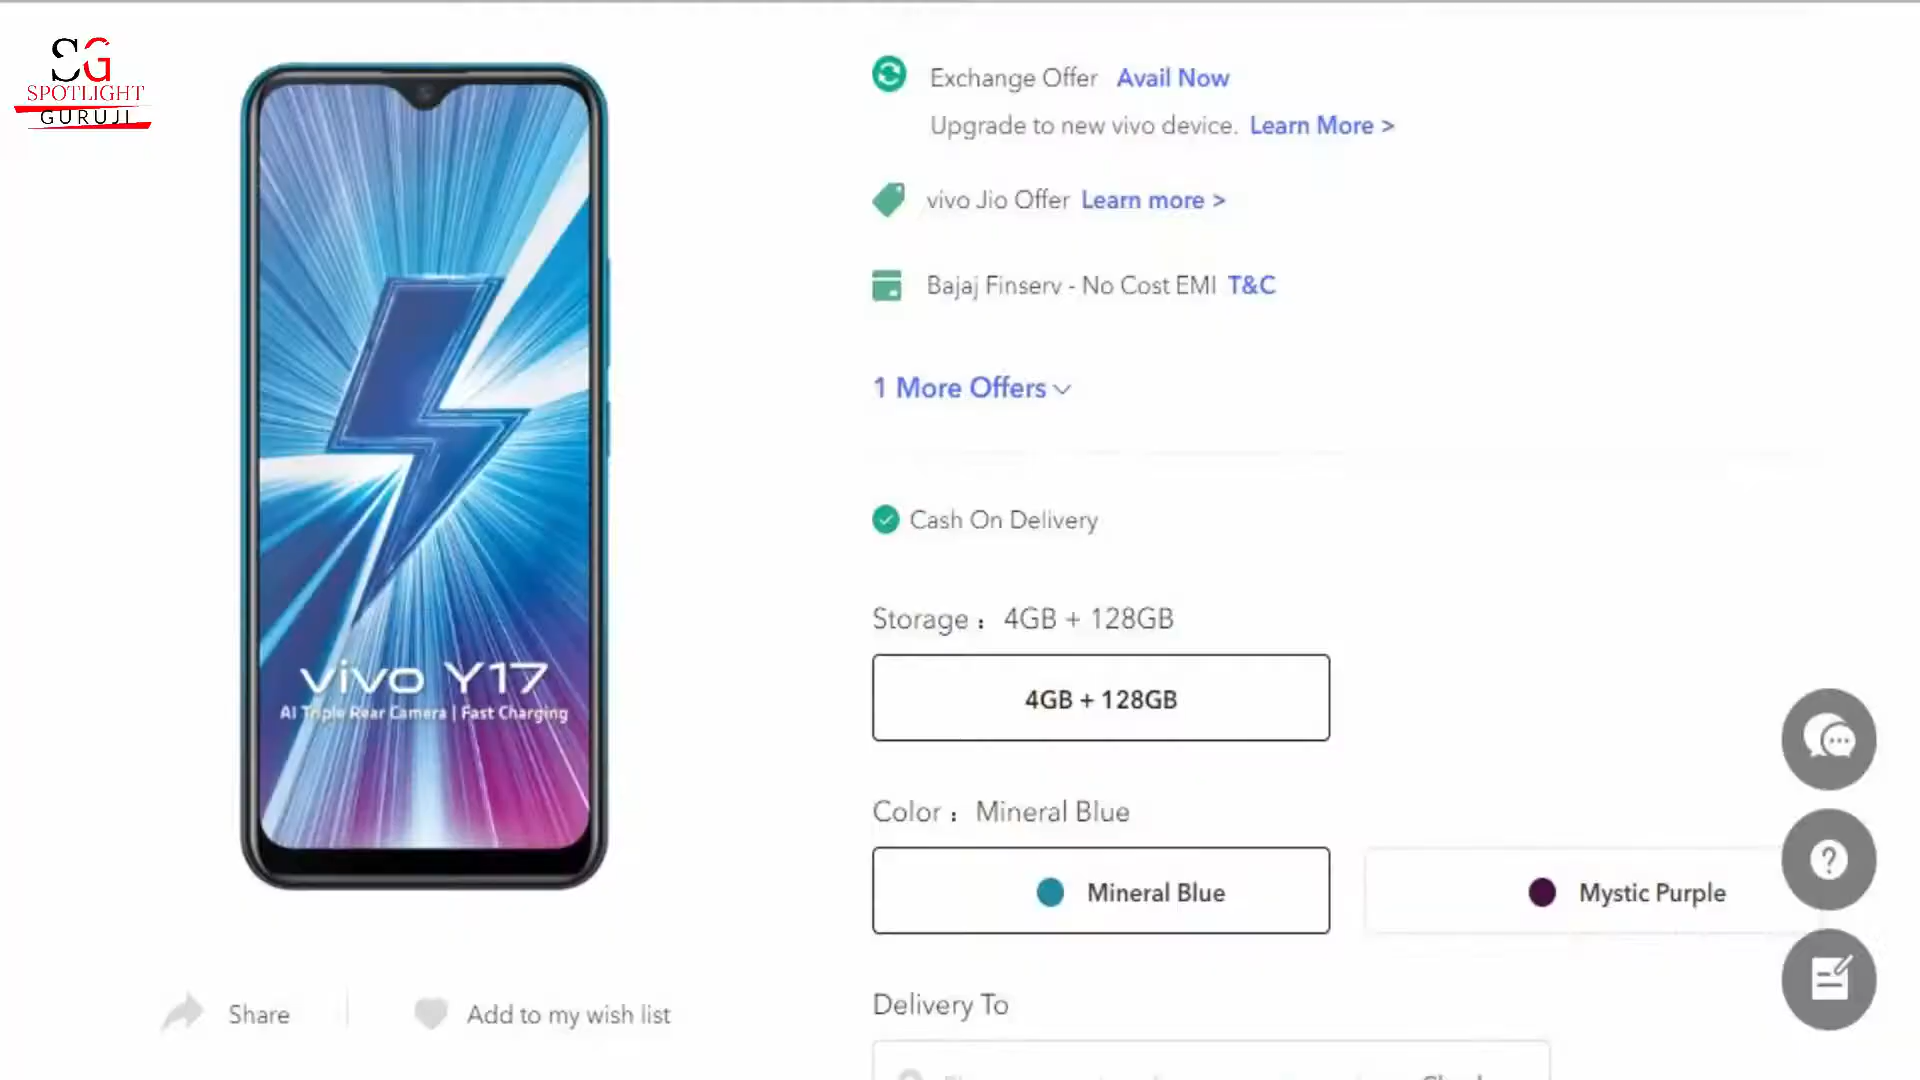 SG
SPOTLIGHT
GURUJI
vivo Y17
AI Triple Rear Camera | Fast Charging
Share
Add to my wish list
Exchange Offer Avail Now
Upgrade to new vivo device. Learn More >
vivo Jio Offer Learn more >
Bajaj Finserv - No Cost EMI T&C
1 More Offers
Cash On Delivery
Storage : 4GB + 128GB
4GB + 128GB
Color : Mineral Blue
Mineral Blue
Mystic Purple
Delivery To